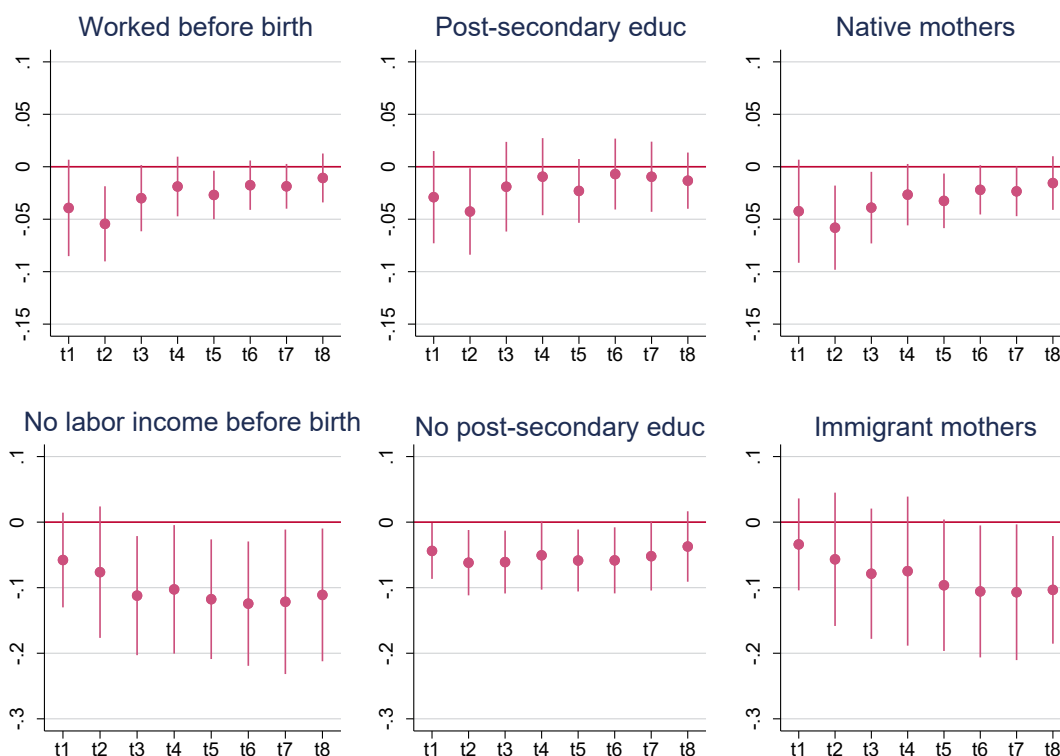 Worked before birth
.1
.05
0
-.05
-.1
-.15
t1 t2 t3 t4 t5 t6 t7 t8
Post-secondary educ
.1
.05
0
-.05
-.1
-.15
t1 t2 t3 t4 t5 t6 t7 t8
Native mothers
.1
.05
0
-.05
-.1
-.15
t1 t2 t3 t4 t5 t6 t7 t8
No labor income before birth
.1
0
-.1
-.2
-.3
t1 t2 t3 t4 t5 t6 t7 t8
No post-secondary educ
.1
0
-.1
-.2
-.3
t1 t2 t3 t4 t5 t6 t7 t8
Immigrant mothers
.1
0
-.1
-.2
-.3
t1 t2 t3 t4 t5 t6 t7 t8